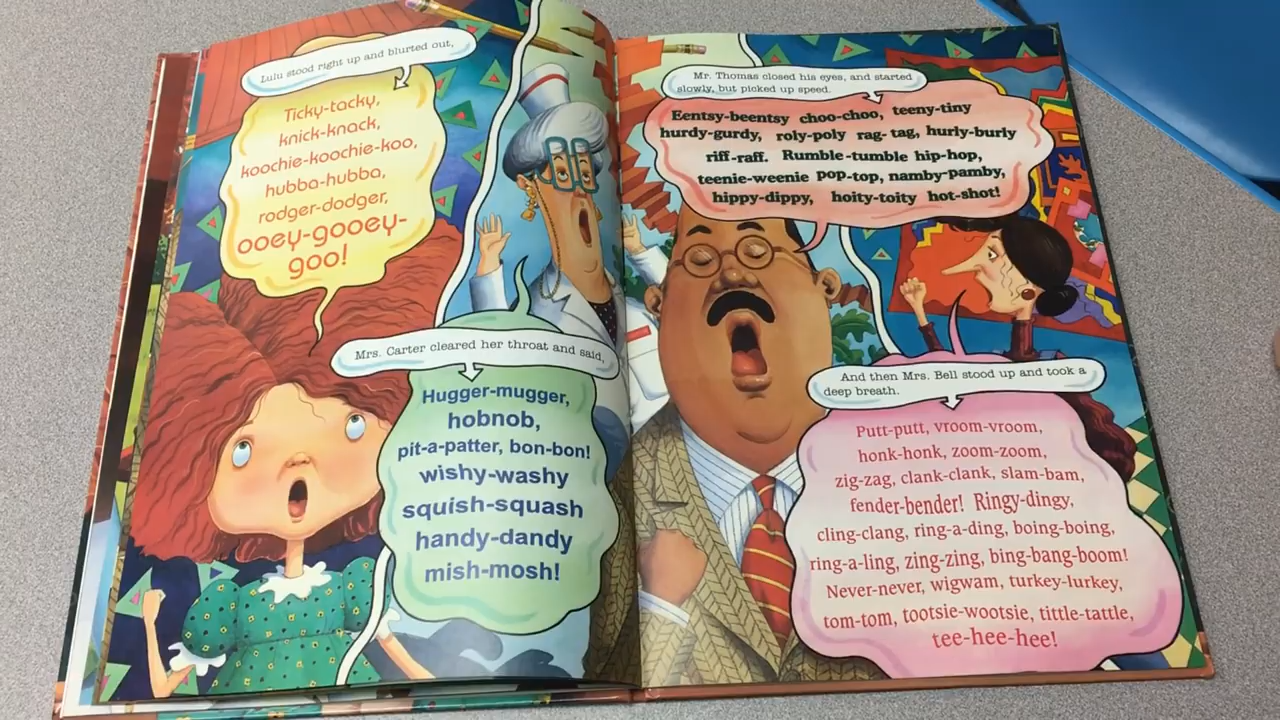 Lulu stood right up and blurted out,
Ticky-tacky,
knick-knack,
koochie-koochie-koo,
hubba-hubba,
rodger-dodger,
ooey-gooey-
goo!
Mrs. Carter cleared her throat and said,
Hugger-mugger,
hobnob,
pit-a-patter, bon-bon!
wishy-washy
squish-squash
handy-dandy
mish-mosh!
Mr. Thomas closed his eyes, and started
slowly, but picked up speed.
Eentsy-beentsy choo-choo, teeny-tiny
hurdy-gurdy, roly-poly rag-tag, hurly-burly
riff-raff. Rumble-tumble hip-hop,
teenie-weenie pop-top, namby-pamby,
hippy-dippy, hoity-toity hot-shot!
And then Mrs. Bell stood up and took a
deep breath.
Putt-putt, vroom-vroom,
honk-honk, zoom-zoom,
zig-zag, clank-clank, slam-bam,
fender-bender! Ringy-dingy,
cling-clang, ring-a-ding, boing-boing,
ring-a-ling, zing-zing, bing-bang-boom!
Never-never, wigwam, turkey-lurkey,
tom-tom, tootsie-wootsie, tittle-tattle,
tee-hee-hee!